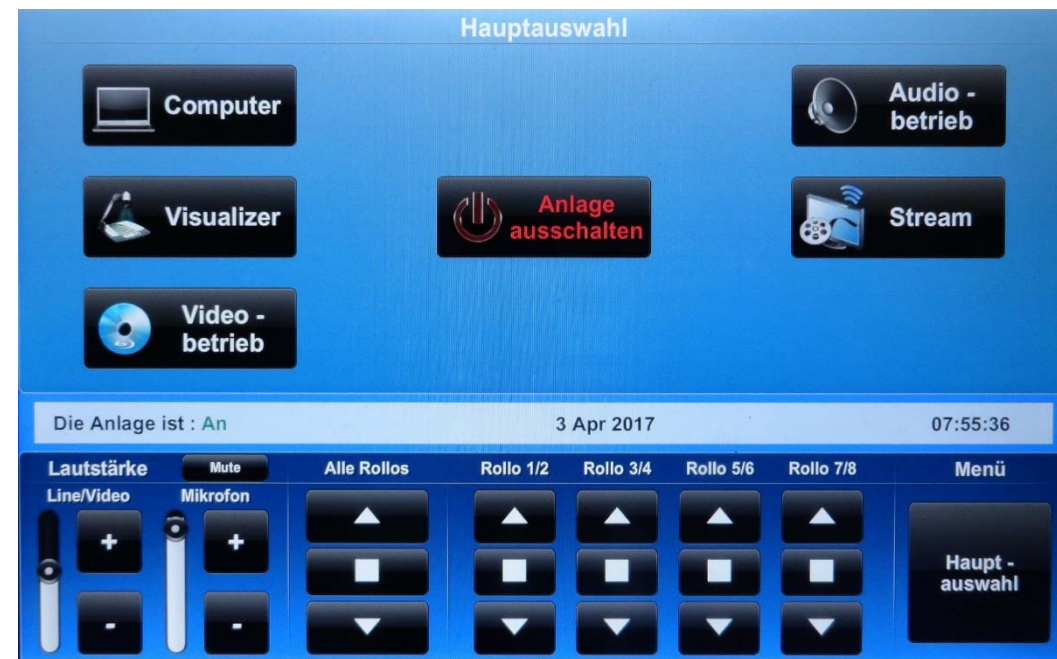 Hauptauswahl
Computer
Audio -
betrieb
Visualizer
Anlage
ausschalten
Stream
Video -
betrieb
Die Anlage ist : An
3 Apr 2017
07:55:36
Lautstärke
Mute
Alle Rollos
Rollo 1/2
Rollo 3/4
Rollo 5/6
Rollo 7/8
Menü
Line/Video
Mikrofon
+
+
Haupt -
auswahl
-
-